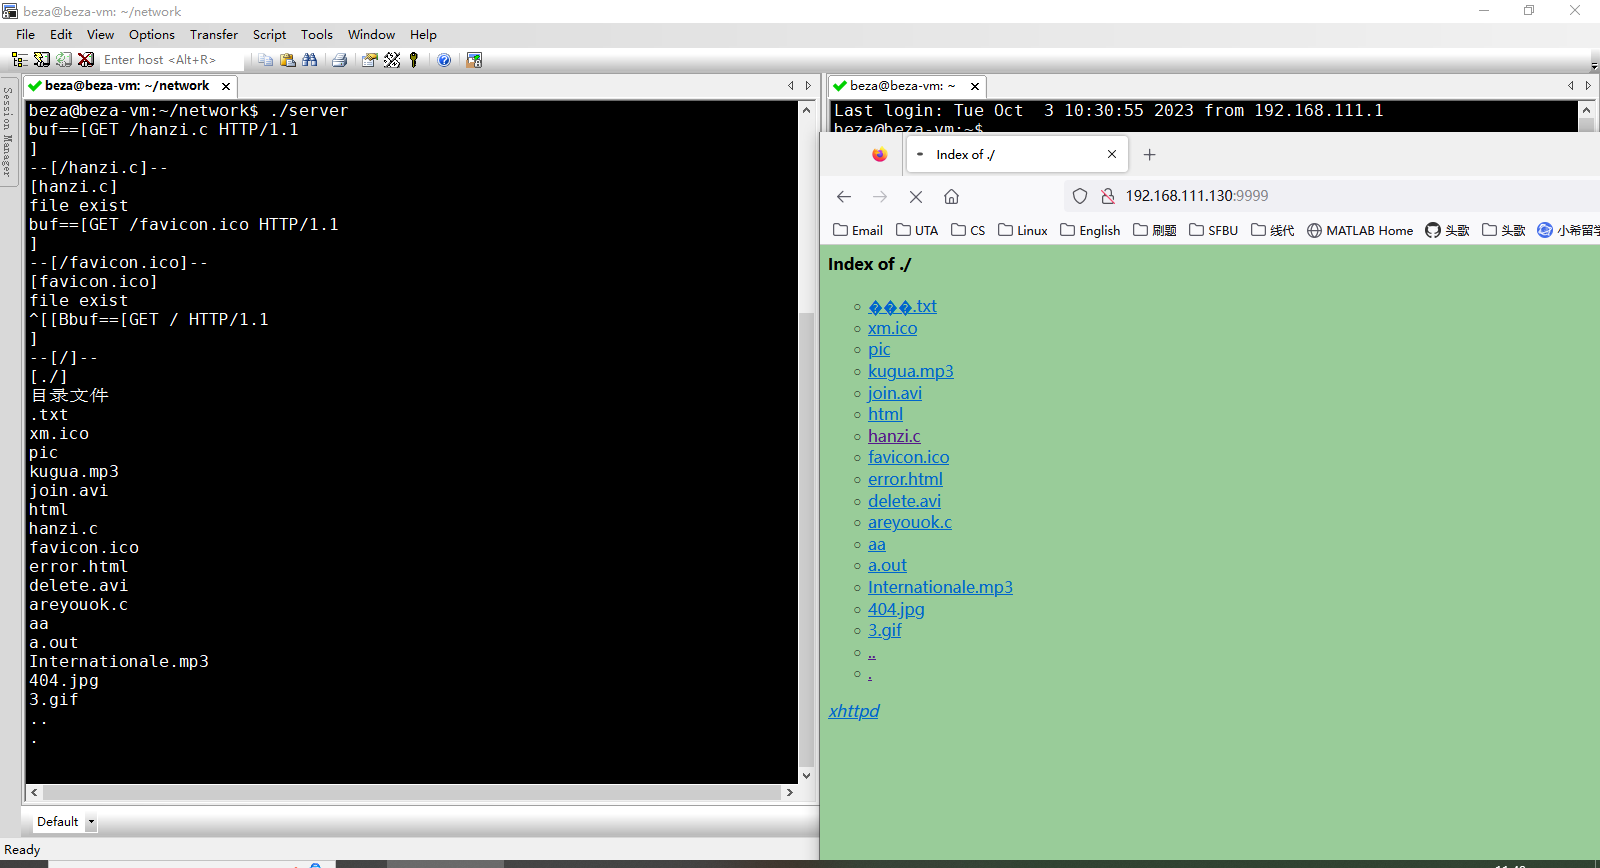 beza@beza-vm: ~/network
File Edit View Options Transfer Script Tools Window Help
Enter host <Alt+R>
Session Manager
beza@beza-vm: ~/network
beza@beza-vm:~/network$ ./server
buf==[GET /hanzi.c HTTP/1.1
]
--[/hanzi.c]--
[hanzi.c]
file exist
buf==[GET /favicon.ico HTTP/1.1
]
--[/favicon.ico]--
[favicon.ico]
file exist
^[[Bbuf==[GET / HTTP/1.1
]
--[/]--
[./]
目录文件
.txt
xm.ico
pic
kugua.mp3
join.avi
html
hanzi.c
favicon.ico
error.html
delete.avi
areyouok.c
aa
a.out
Internationale.mp3
404.jpg
3.gif
..
.
Default
Ready
beza@beza-vm: ~
Last login: Tue Oct  3 10:30:55 2023 from 192.168.111.1
beza@beza-vm:~$
Index of ./
192.168.111.130:9999
Email UTA CS Linux English 刷题 SFBU 线代 MATLAB Home 头歌 头歌 小希留学
Index of ./
���.txt
xm.ico
pic
kugua.mp3
join.avi
html
hanzi.c
favicon.ico
error.html
delete.avi
areyouok.c
aa
a.out
Internationale.mp3
404.jpg
3.gif
..
.
xhttpd